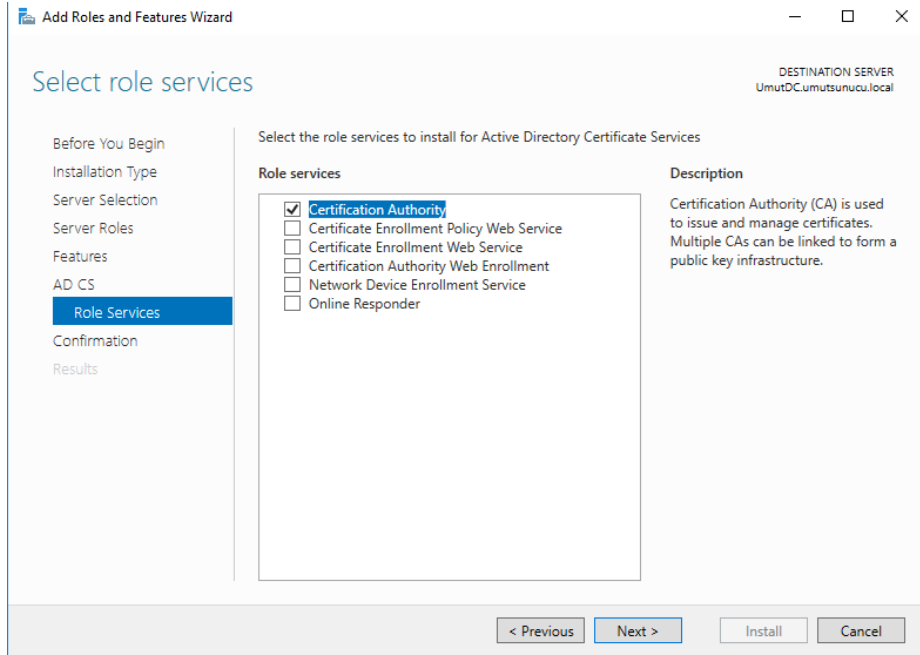 Add Roles and Features Wizard
Select role services
DESTINATION SERVER
UmutDC.umutsunucu.local
Before You Begin
Installation Type
Server Selection
Server Roles
Features
AD CS
Role Services
Confirmation
Results
Select the role services to install for Active Directory Certificate Services
Role services
Certification Authority
Certificate Enrollment Policy Web Service
Certificate Enrollment Web Service
Certification Authority Web Enrollment
Network Device Enrollment Service
Online Responder
Description
Certification Authority (CA) is used
to issue and manage certificates.
Multiple CAs can be linked to form a
public key infrastructure.
< Previous
Next >
Install
Cancel